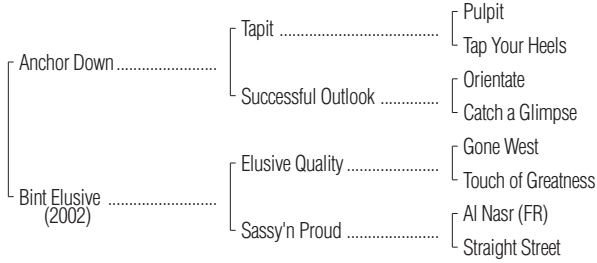 Pulpit
Tapit
Tap Your Heels
Anchor Down
Orientate
Successful Outlook
Catch a Glimpse
Gone West
Elusive Quality
Touch of Greatness
Bint Elusive
(2002)
Al Nasr (FR)
Sassy'n Proud
Straight Street